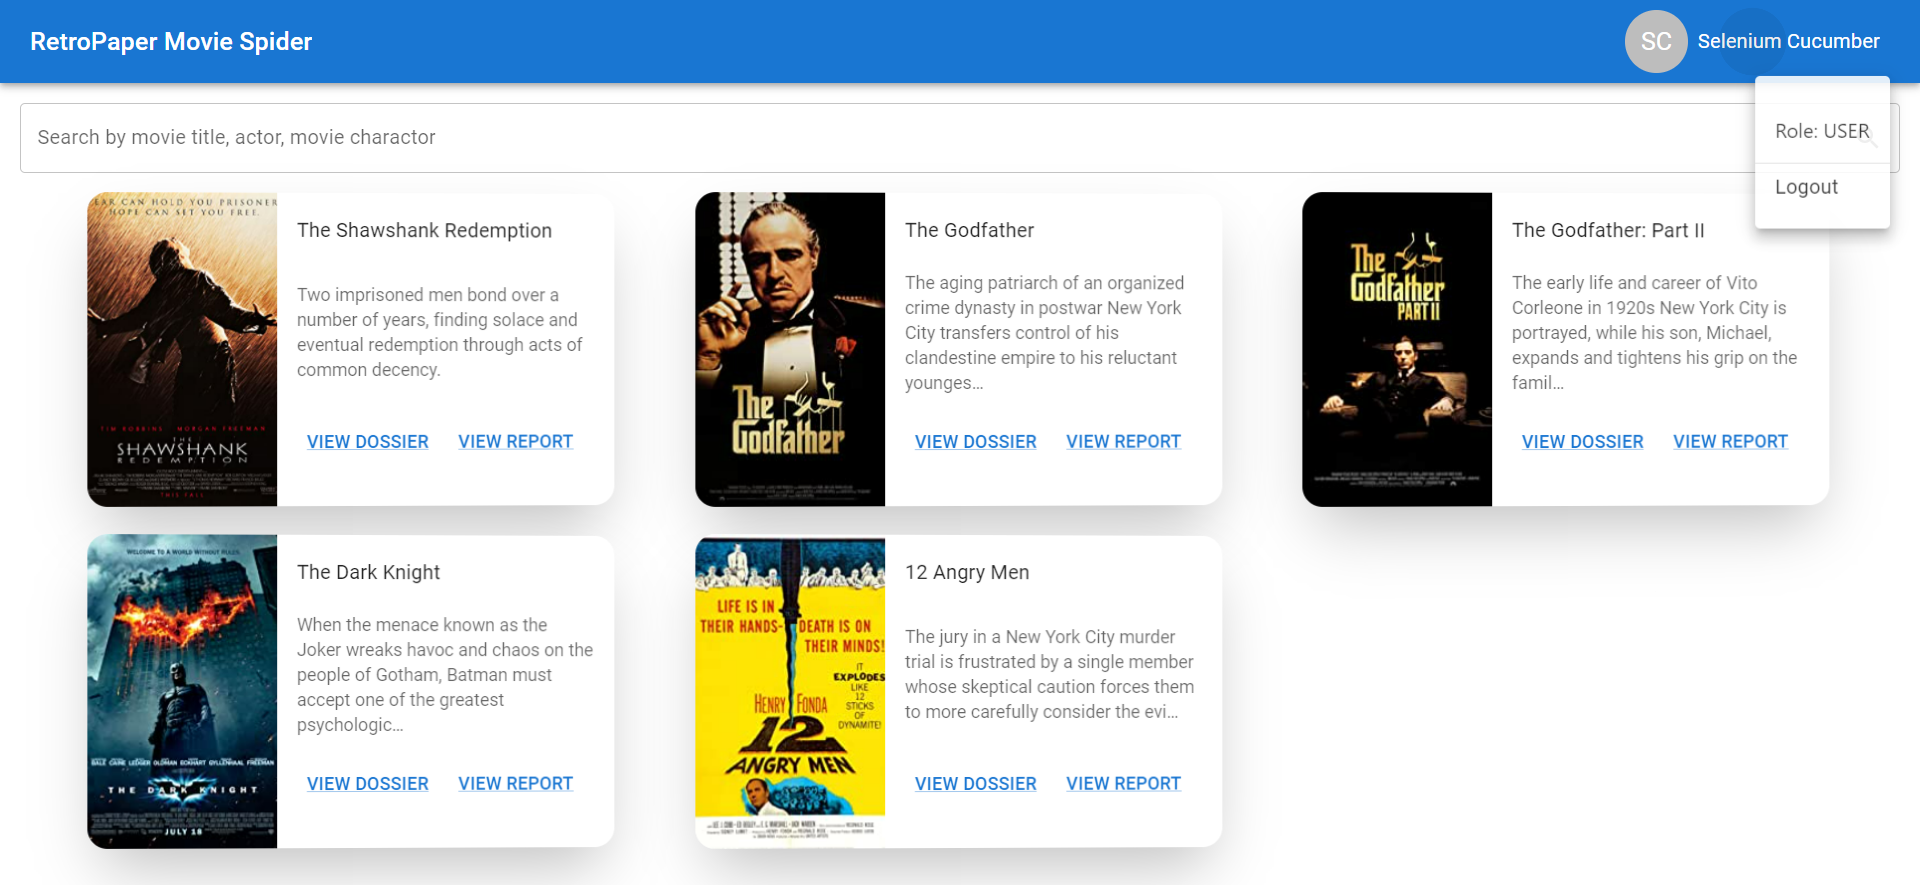 RetroPaper Movie Spider
SC
Selenium Cucumber
Role: USER
Logout
Search by movie title, actor, movie charactor
EAR CAN HOLD YOU PRISONER
HOPE CAN SET YOU FREE.
TIM ROBBINS MORGAN FREEMAN
THE
SHAWSHANK
REDEMPTION
THIS FALL
The Shawshank Redemption
Two imprisoned men bond over a
number of years, finding solace and
eventual redemption through acts of
common decency.
VIEW DOSSIER
VIEW REPORT
The
Godfather
The Godfather
The aging patriarch of an organized
crime dynasty in postwar New York
City transfers control of his
clandestine empire to his reluctant
younges...
VIEW DOSSIER
VIEW REPORT
The
Godfather
PART II
The Godfather: Part II
The early life and career of Vito
Corleone in 1920s New York City is
portrayed, while his son, Michael,
expands and tightens his grip on the
famil...
VIEW DOSSIER
VIEW REPORT
WELCOME TO A WORLD WITHOUT RULES.
BALE CAINE LEDGER OLDMAN ECKHART GYLLENHAAL FREEMAN
THE DARK KNIGHT
JULY 18
The Dark Knight
When the menace known as the
Joker wreaks havoc and chaos on the
people of Gotham, Batman must
accept one of the greatest
psychologic...
VIEW DOSSIER
VIEW REPORT
LIFE IS IN
THEIR HANDS-
DEATH IS ON
THEIR MINDS!
IT
EXPLODES
LIKE
12
STICKS
OF
DYNAMITE!
HENRY FONDA
12
ANGRY MEN
12 Angry Men
The jury in a New York City murder
trial is frustrated by a single member
whose skeptical caution forces them
to more carefully consider the evi...
VIEW DOSSIER
VIEW REPORT